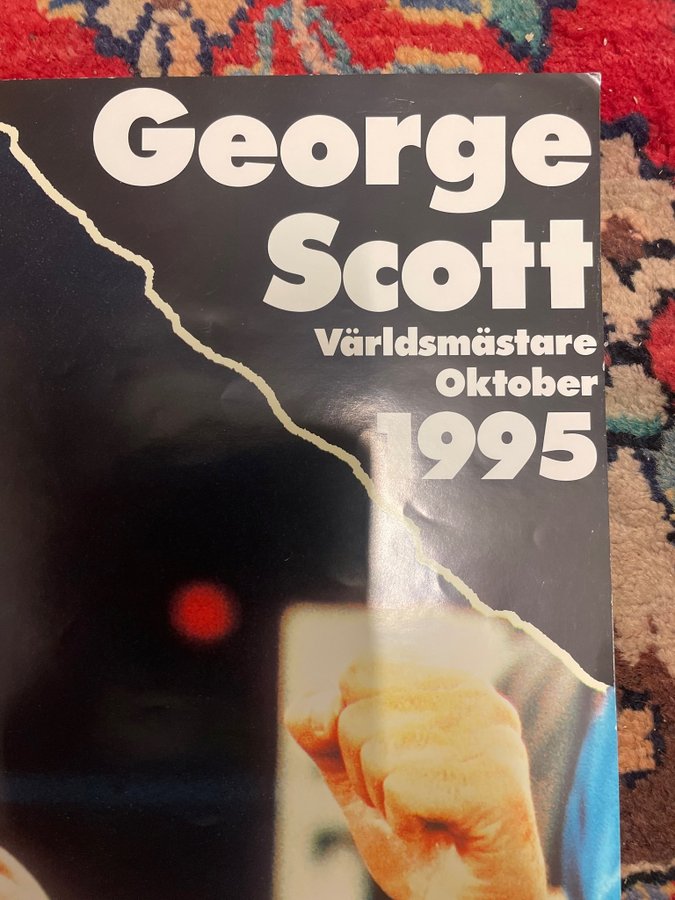 George
Scott
Världsmästare
Oktober
1995